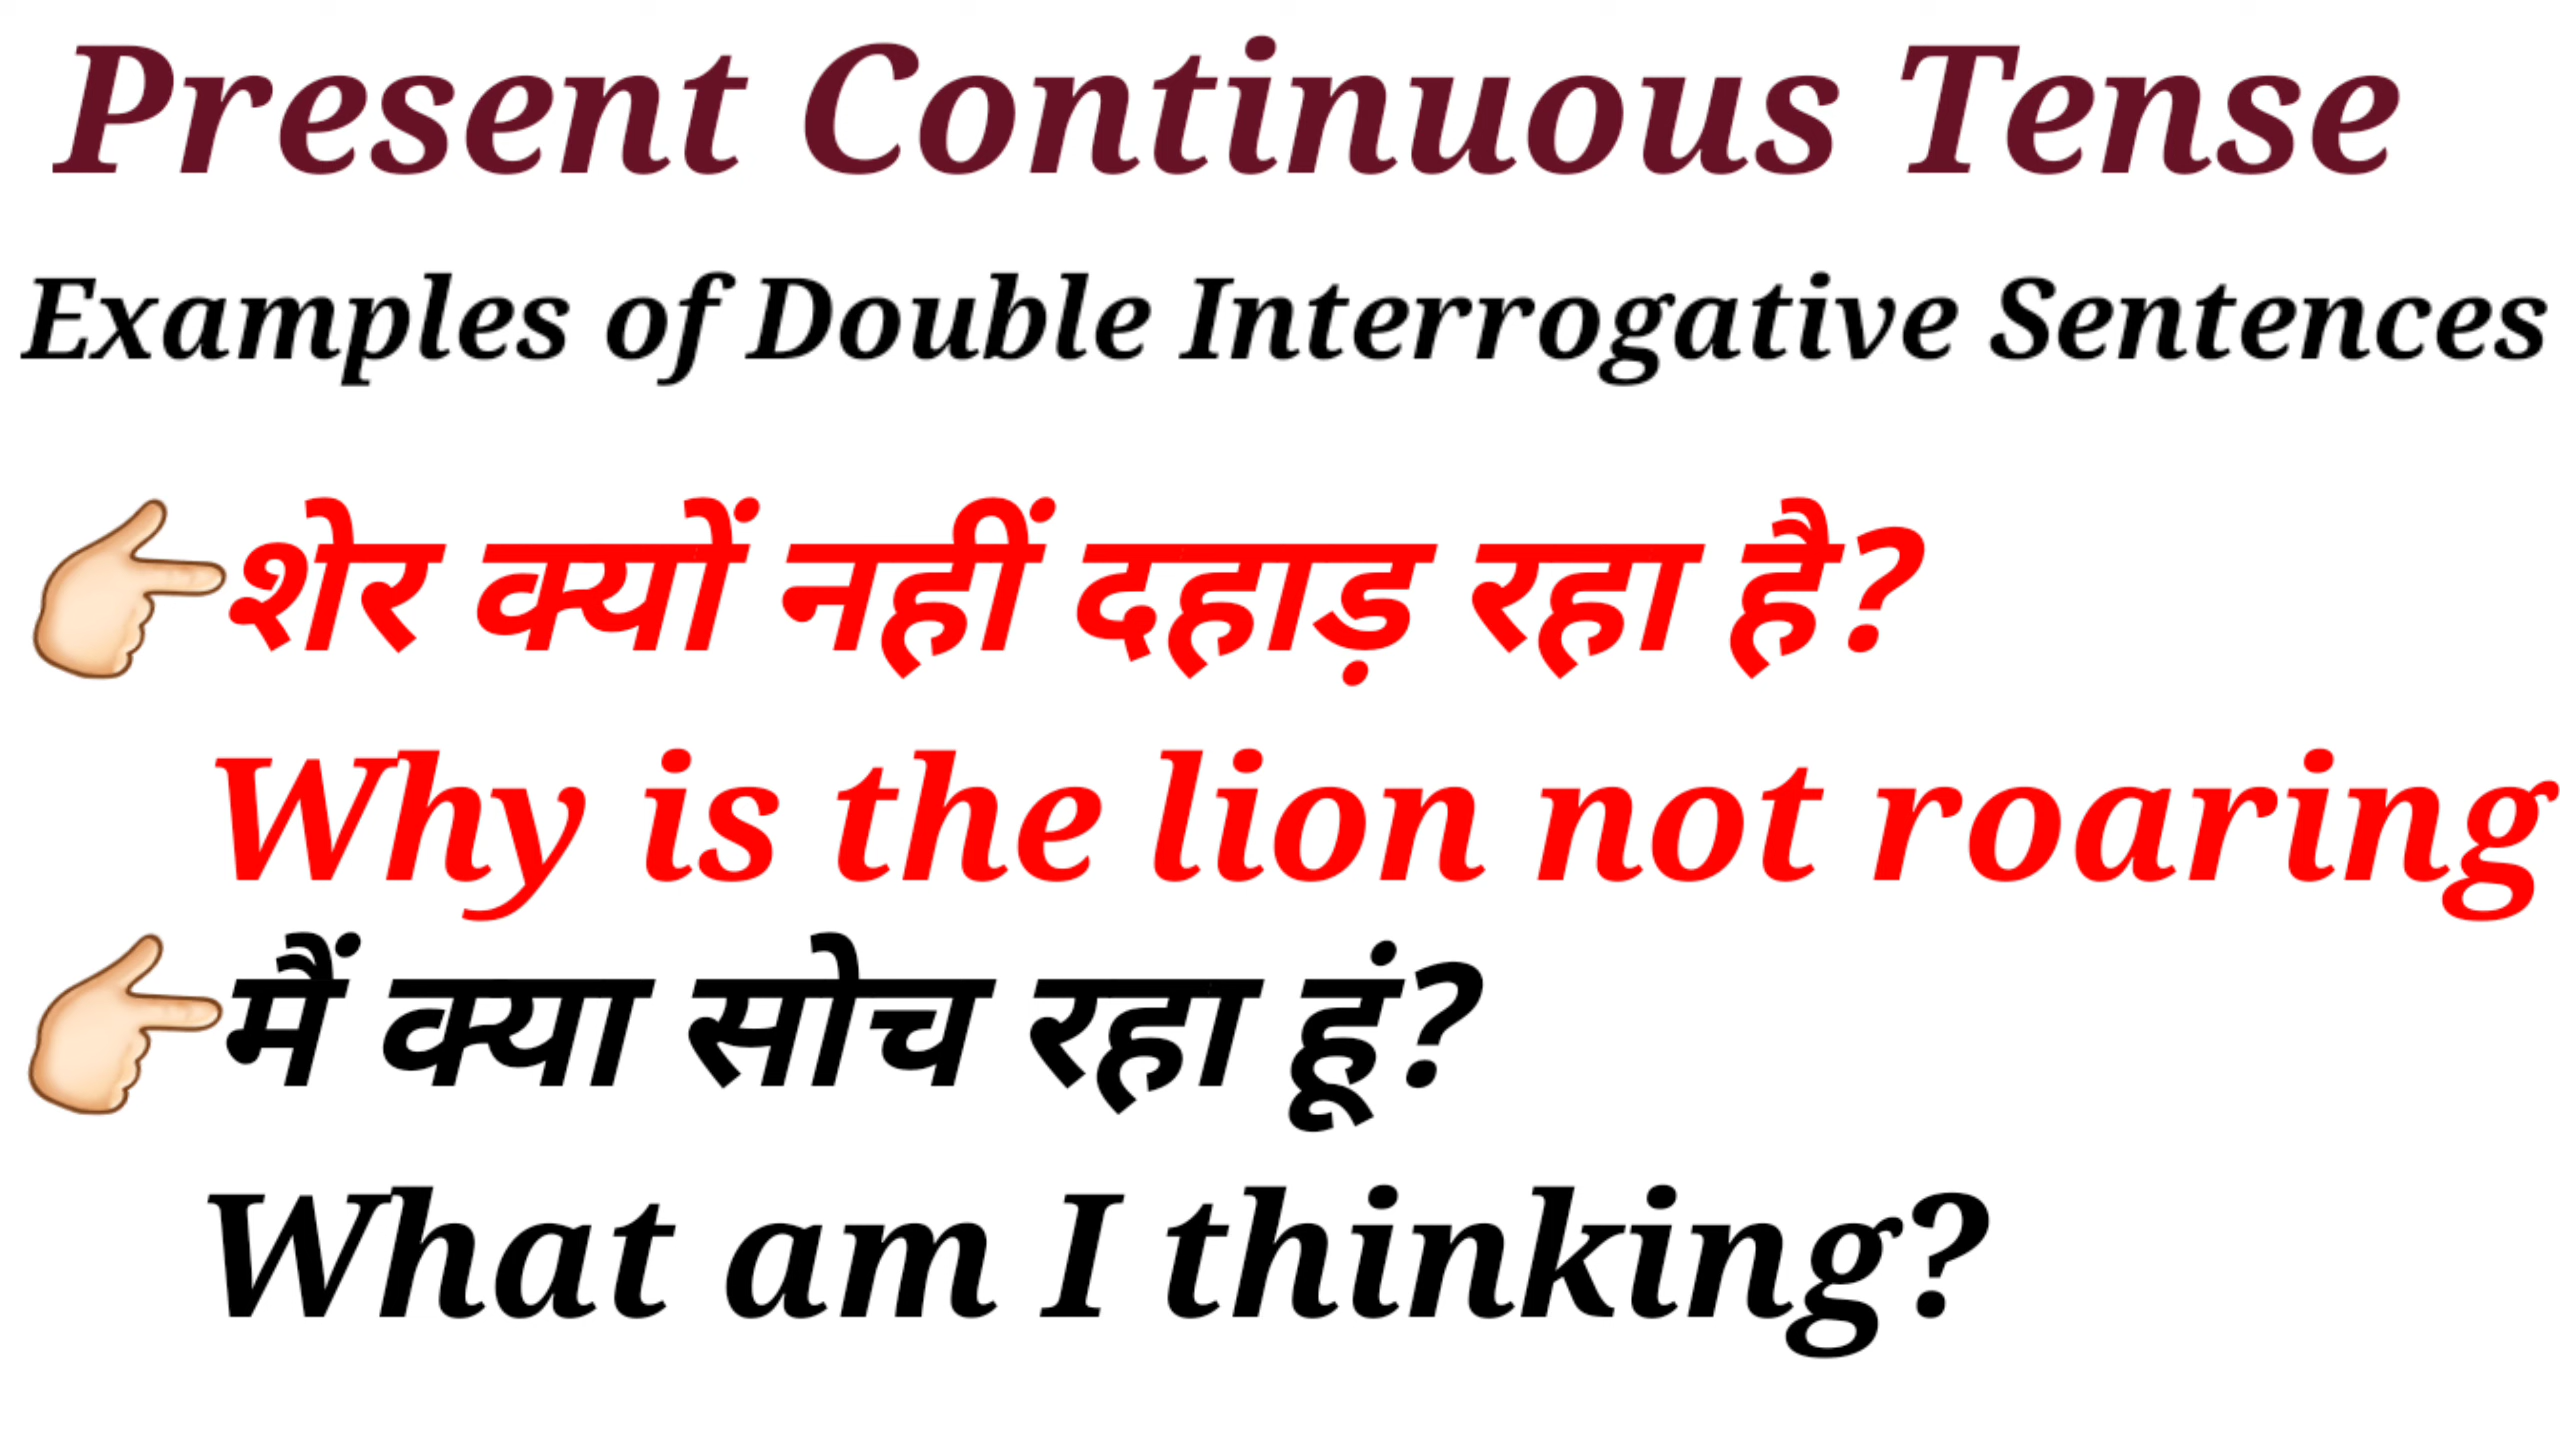 Present Continuous Tense
Examples of Double Interrogative Sentences
शेर क्यों नहीं दहाड़ रहा है?
Why is the lion not roaring
मैं क्या सोच रहा हूं?
What am I thinking?